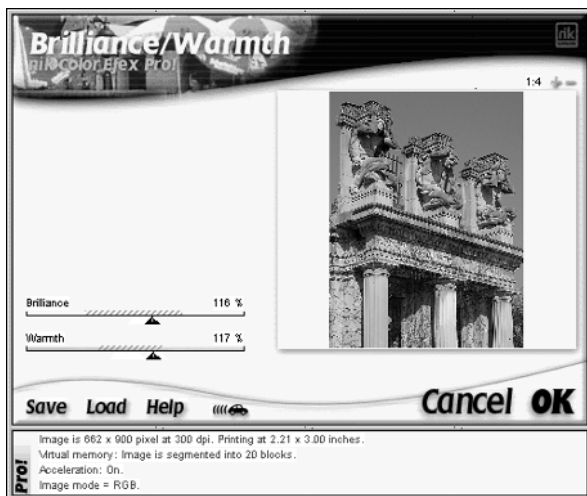 Brilliance/Warmth
nik Color Efex Pro!
nik
1:4
Brilliance 116 %
Warmth 117 %
Save Load Help Cancel OK
Pro!
Image is 662 x 900 pixel at 300 dpi. Printing at 2.21 x 3.00 inches.
Virtual memory: Image is segmented into 20 blocks.
Acceleration: On.
Image mode = RGB.